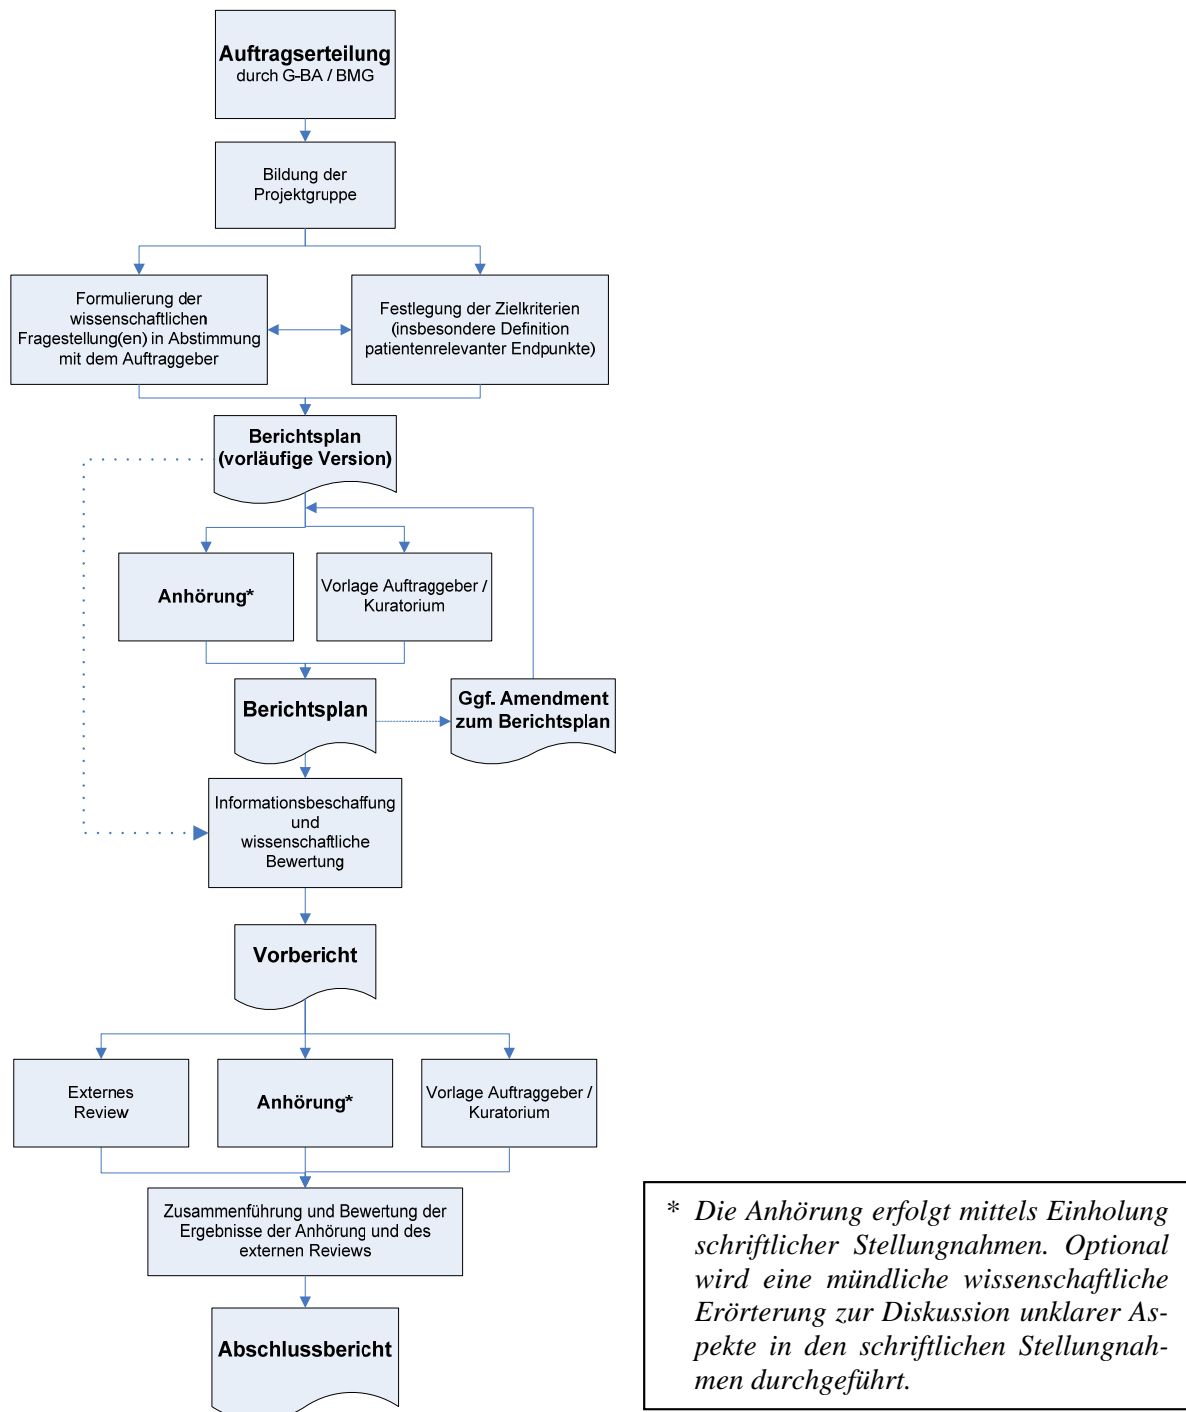 Auftragserteilung
durch G-BA / BMG
Bildung der
Projektgruppe
Formulierung der
wissenschaftlichen
Fragestellung(en) in Abstimmung
mit dem Auftraggeber
Festlegung der Zielkriterien
(insbesondere Definition
patientenrelevanter Endpunkte)
Berichtsplan
(vorläufige Version)
Anhörung*
Vorlage Auftraggeber /
Kuratorium
Berichtsplan
Ggf. Amendment
zum Berichtsplan
Informationsbeschaffung
und
wissenschaftliche
Bewertung
Vorbericht
Externes
Review
Anhörung*
Vorlage Auftraggeber /
Kuratorium
Zusammenführung und Bewertung der
Ergebnisse der Anhörung und des
externen Reviews
Abschlussbericht
* Die Anhörung erfolgt mittels Einholung
schriftlicher Stellungnahmen. Optional
wird eine mündliche wissenschaftliche
Erörterung zur Diskussion unklarer As-
pekte in den schriftlichen Stellungnah-
men durchgeführt.